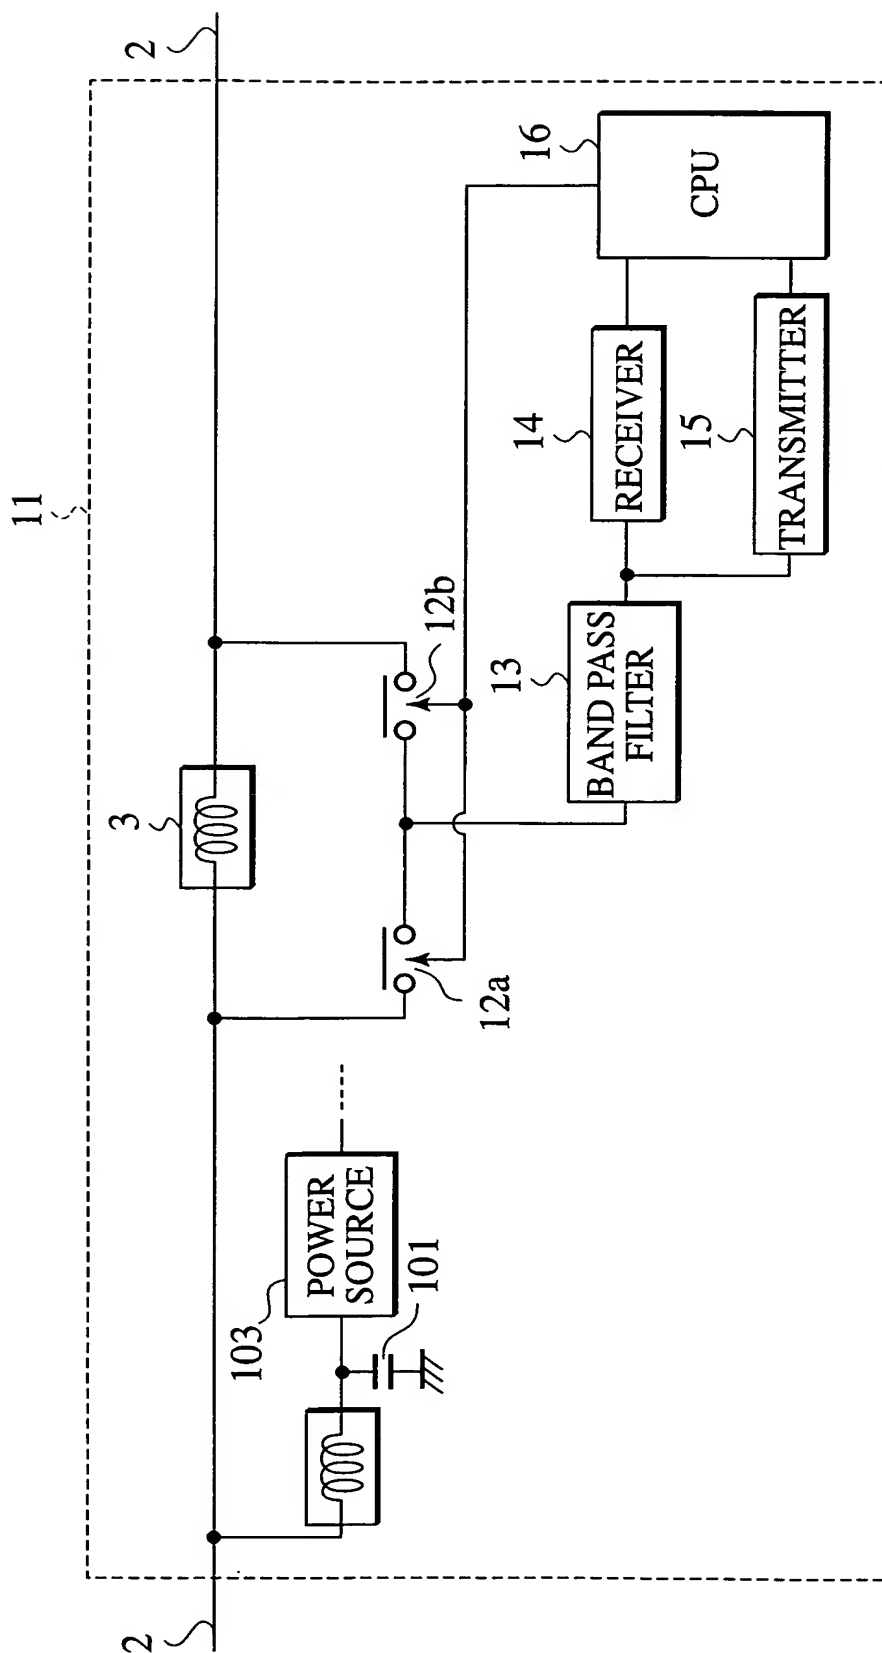 11
2
3
2
12a
12b
103
POWER
SOURCE
101
13
BAND PASS
FILTER
14
RECEIVER
15
TRANSMITTER
16
CPU